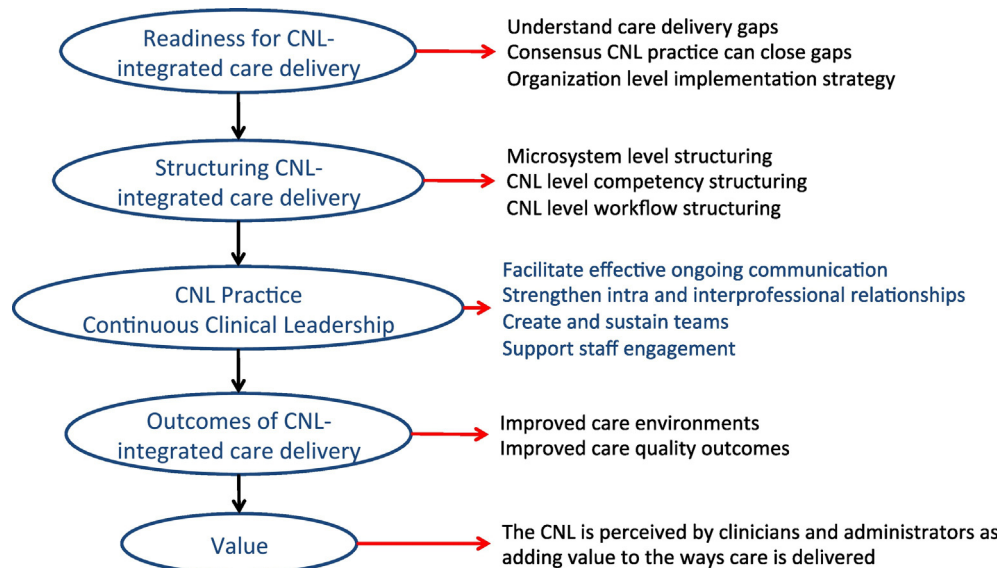 Readiness for CNL-
integrated care delivery
Understand care delivery gaps
Consensus CNL practice can close gaps
Organization level implementation strategy
Structuring CNL-
integrated care delivery
Microsystem level structuring
CNL level competency structuring
CNL level workflow structuring
CNL Practice
Continuous Clinical Leadership
Facilitate effective ongoing communication
Strengthen intra and interprofessional relationships
Create and sustain teams
Support staff engagement
Outcomes of CNL-
integrated care delivery
Improved care environments
Improved care quality outcomes
Value
The CNL is perceived by clinicians and administrators as
adding value to the ways care is delivered